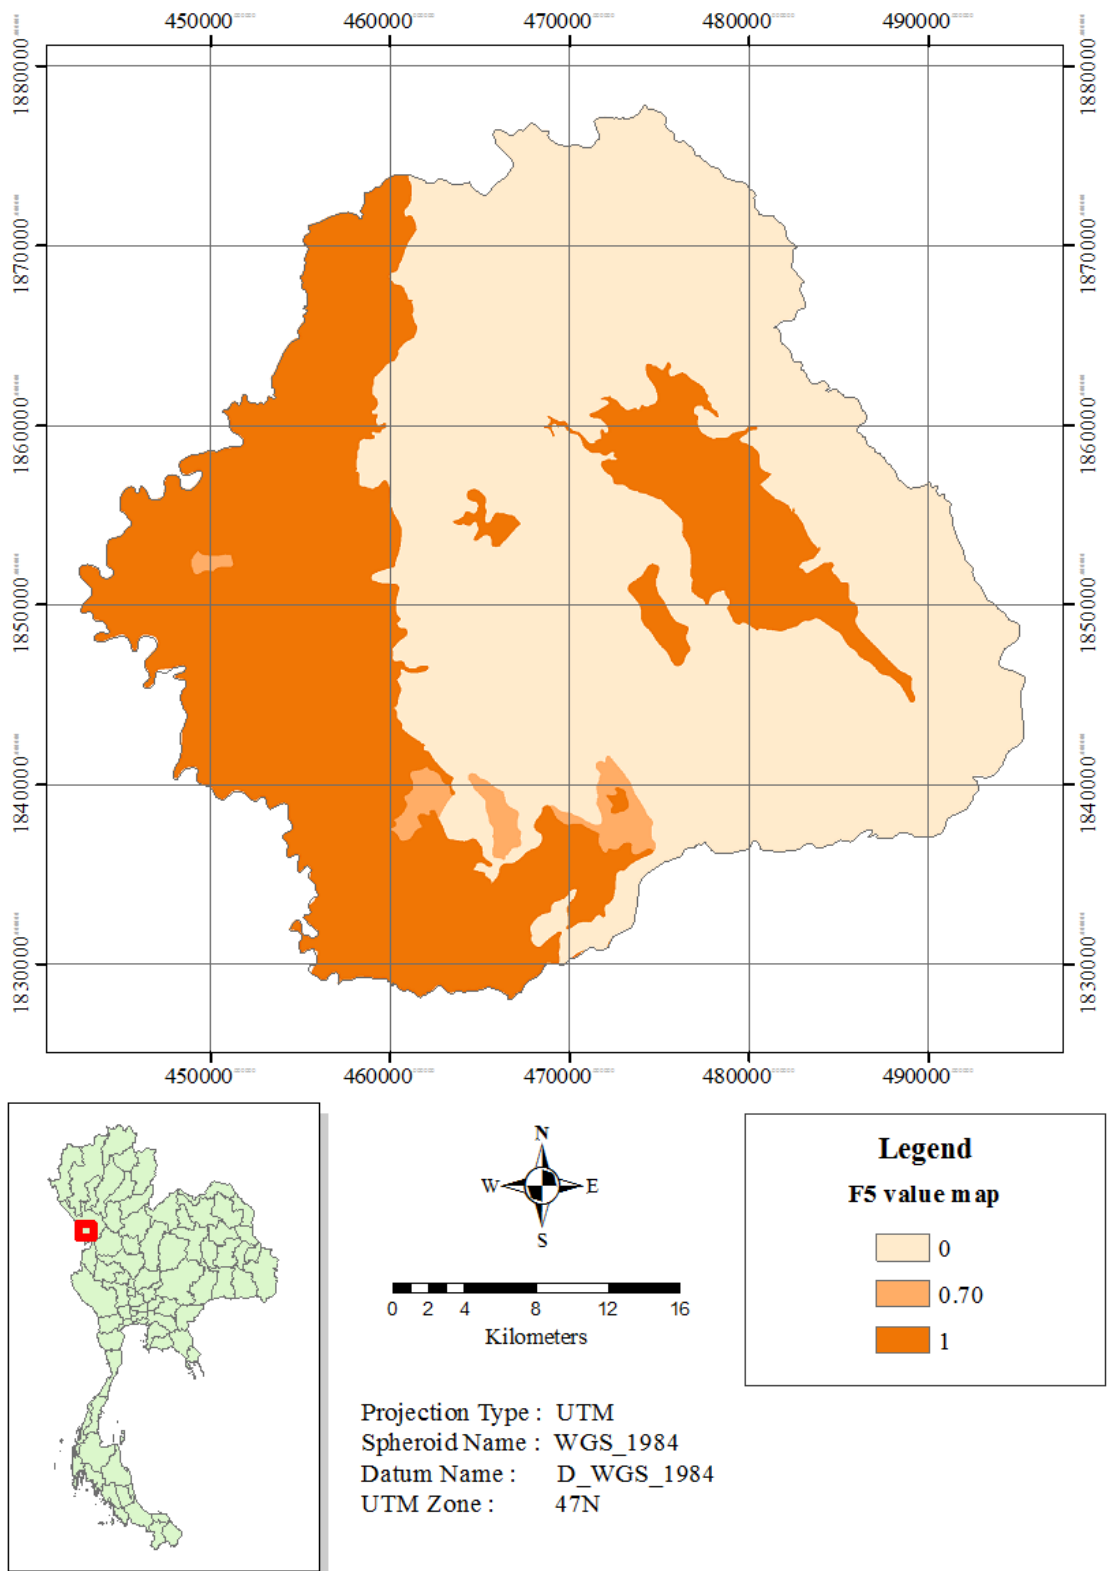 450000 460000 470000 480000 490000
1880000 1880000
1870000 1870000
1860000 1860000
1850000 1850000
1840000 1840000
1830000 1830000
450000 460000 470000 480000 490000
N
W E
S
0 2 4 8 12 16
Kilometers
Legend
F5 value map
0
0.70
1
Projection Type : UTM
Spheroid Name : WGS_1984
Datum Name : D_WGS_1984
UTM Zone : 47N